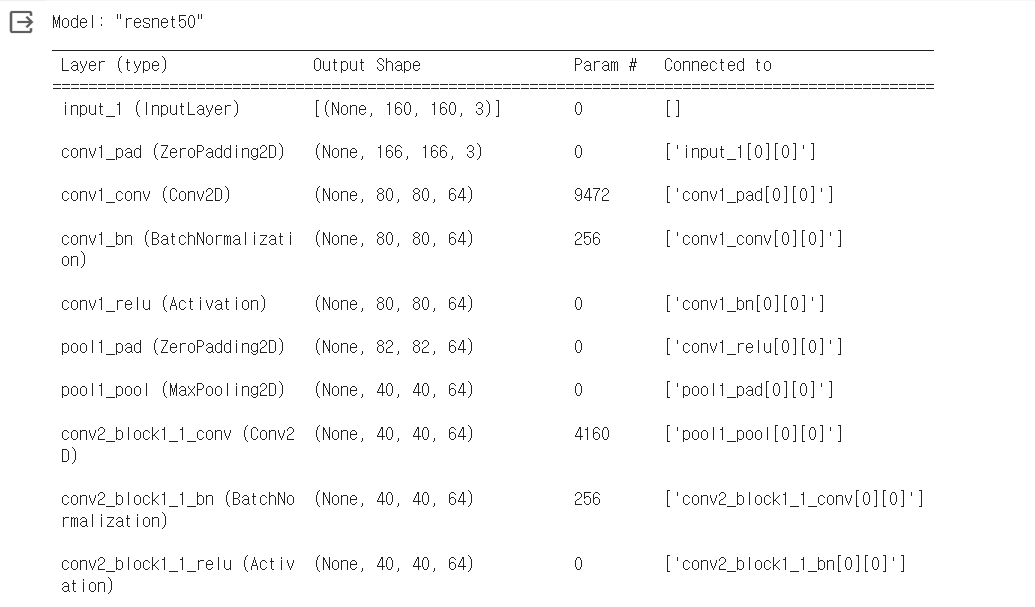 Model: "resnet50"
Layer (type) Output Shape Param # Connected to
input_1 (InputLayer) [(None, 160, 160, 3)] 0 []
conv1_pad (ZeroPadding2D) (None, 166, 166, 3) 0 ['input_1[0][0]']
conv1_conv (Conv2D) (None, 80, 80, 64) 9472 ['conv1_pad[0][0]']
conv1_bn (BatchNormalizati (None, 80, 80, 64) 256 ['conv1_conv[0][0]']
on)
conv1_relu (Activation) (None, 80, 80, 64) 0 ['conv1_bn[0][0]']
pool1_pad (ZeroPadding2D) (None, 82, 82, 64) 0 ['conv1_relu[0][0]']
pool1_pool (MaxPooling2D) (None, 40, 40, 64) 0 ['pool1_pad[0][0]']
conv2_block1_1_conv (Conv2 (None, 40, 40, 64) 4160 ['pool1_pool[0][0]']
D)
conv2_block1_1_bn (BatchNo (None, 40, 40, 64) 256 ['conv2_block1_1_conv[0][0]']
rmalization)
conv2_block1_1_relu (Activ (None, 40, 40, 64) 0 ['conv2_block1_1_bn[0][0]']
ation)